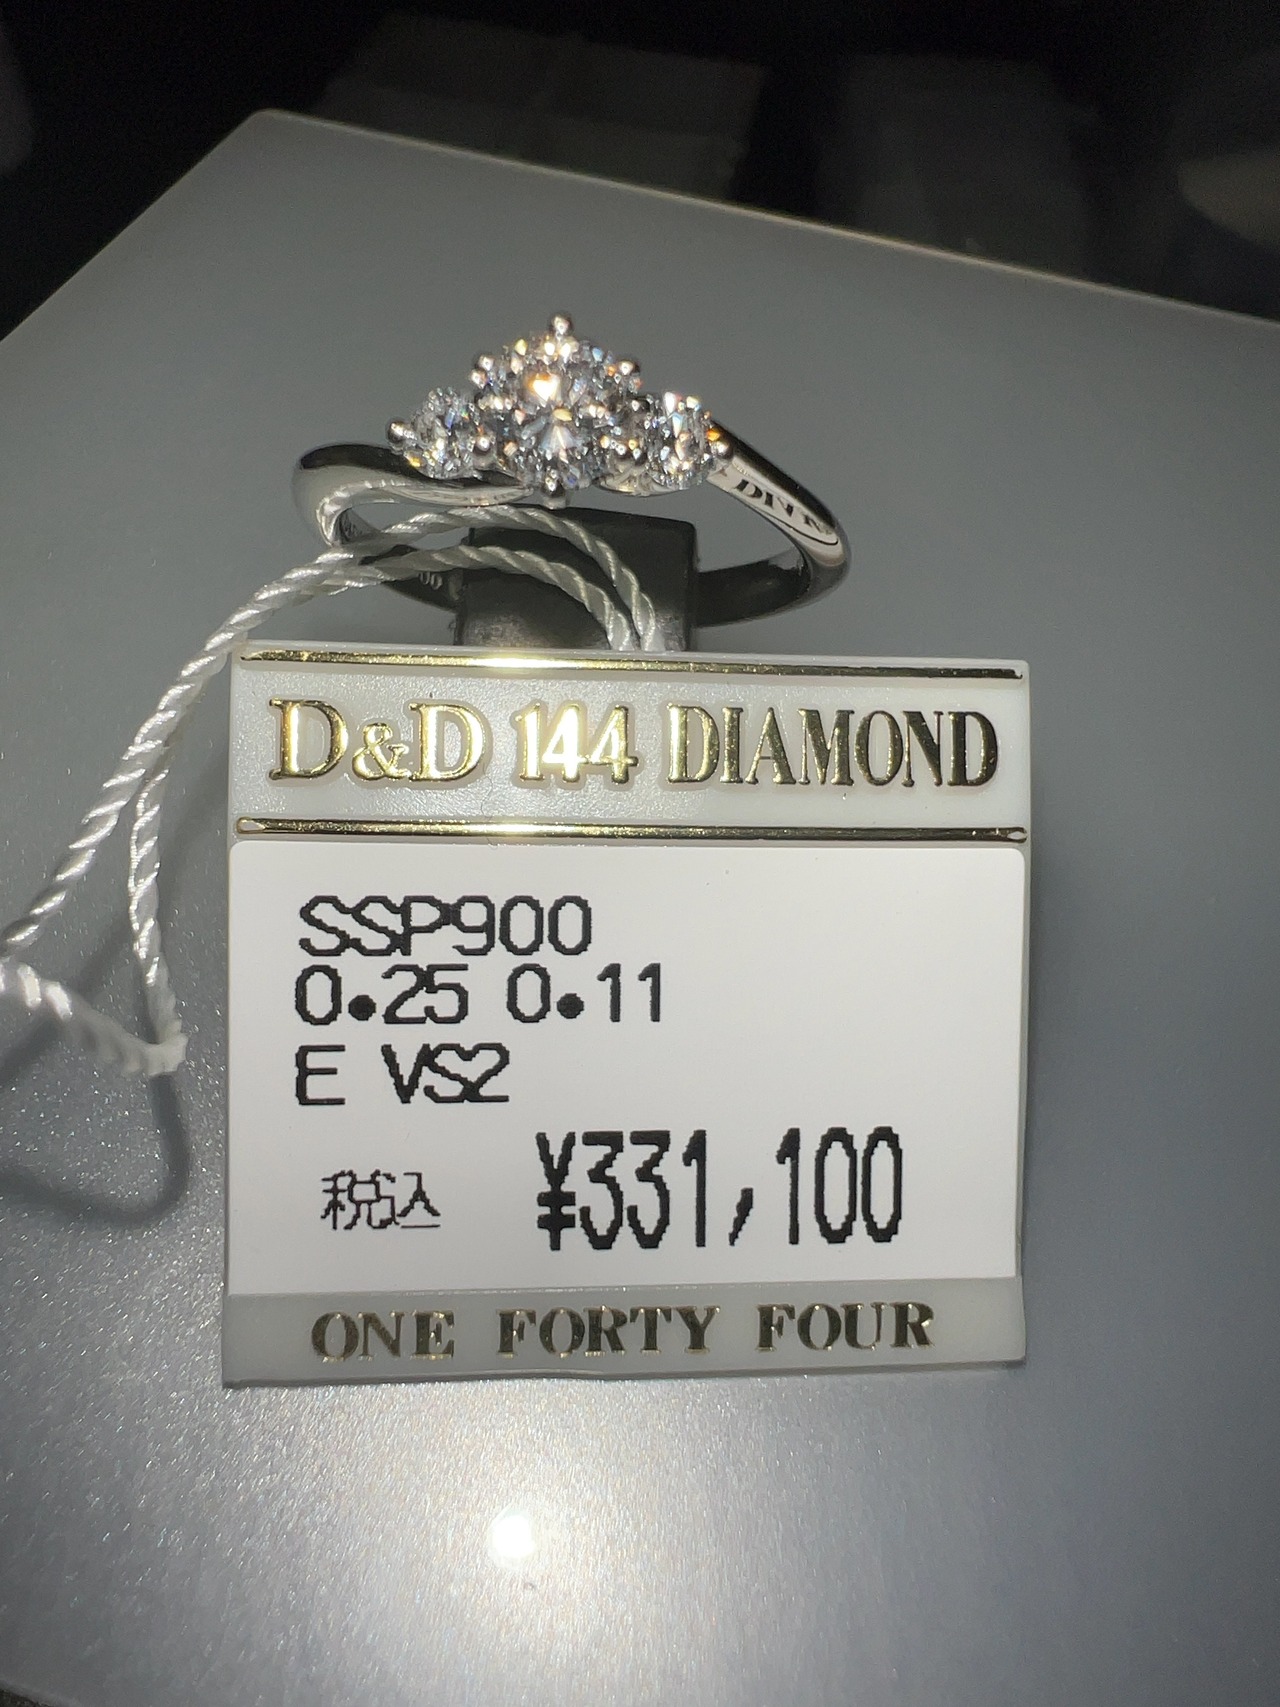 D&D 144 DIAMOND
SSP900
0.25 0.11
E VS2
税込 ¥331,100
ONE FORTY FOUR